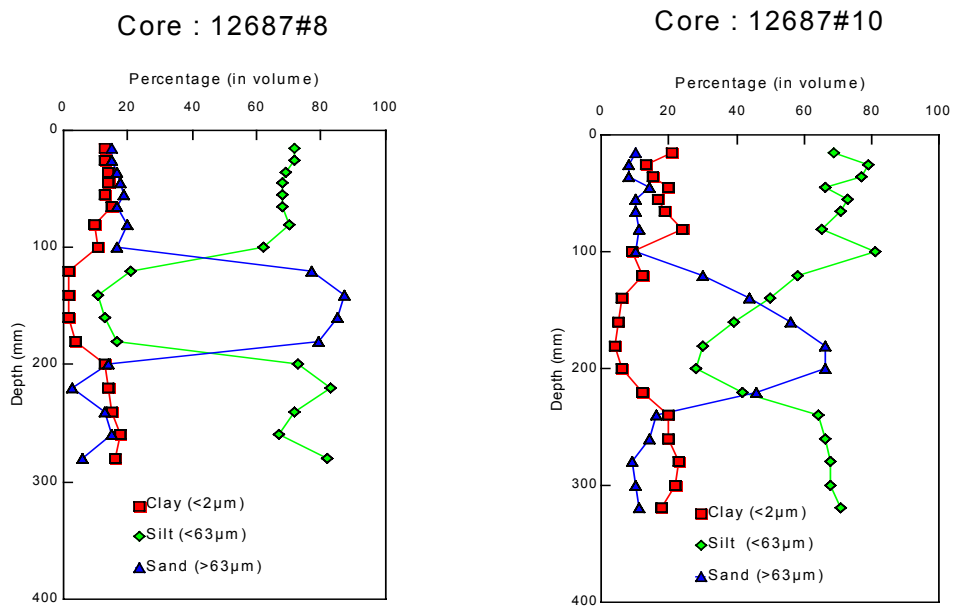 Core : 12687#8
Percentage (in volume)
0 20 40 60 80 100
0
100
200
300
400
Depth (mm)
Clay (<2µm)
Silt (<63µm)
Sand (>63µm)
Core : 12687#10
Percentage (in volume)
0 20 40 60 80 100
0
100
200
300
400
Depth (mm)
Clay (<2µm)
Silt (<63µm)
Sand (>63µm)